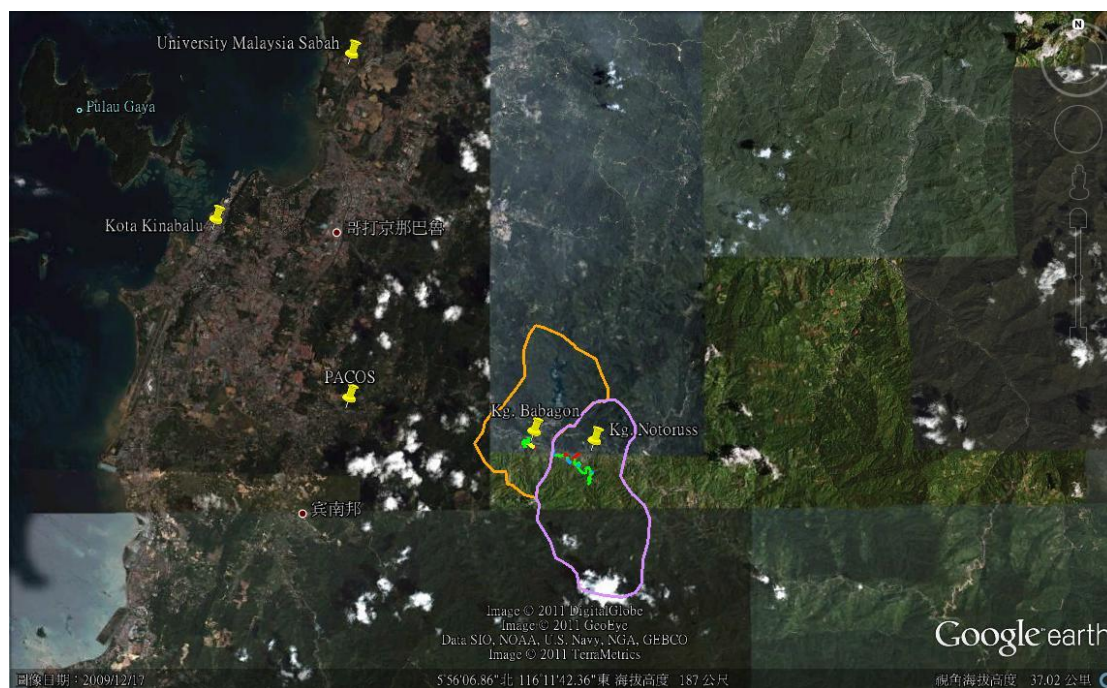 N
University Malaysia Sabah
Pulau Gaya
Kota Kinabalu
哥打京那巴魯
PACOS
Kg. Babagon
Kg. Notoruss
宾南邦
Image © 2011 DigitalGlobe
Image © 2011 GeoEye
Data SIO, NOAA, U.S. Navy, NGA, GEBCO
Image © 2011 TerraMetrics
Google earth
圖像日期：2009/12/17
5°56'06.86"北 116°11'42.36"東 海拔高度 187 公尺
視角海拔高度 37.02 公里